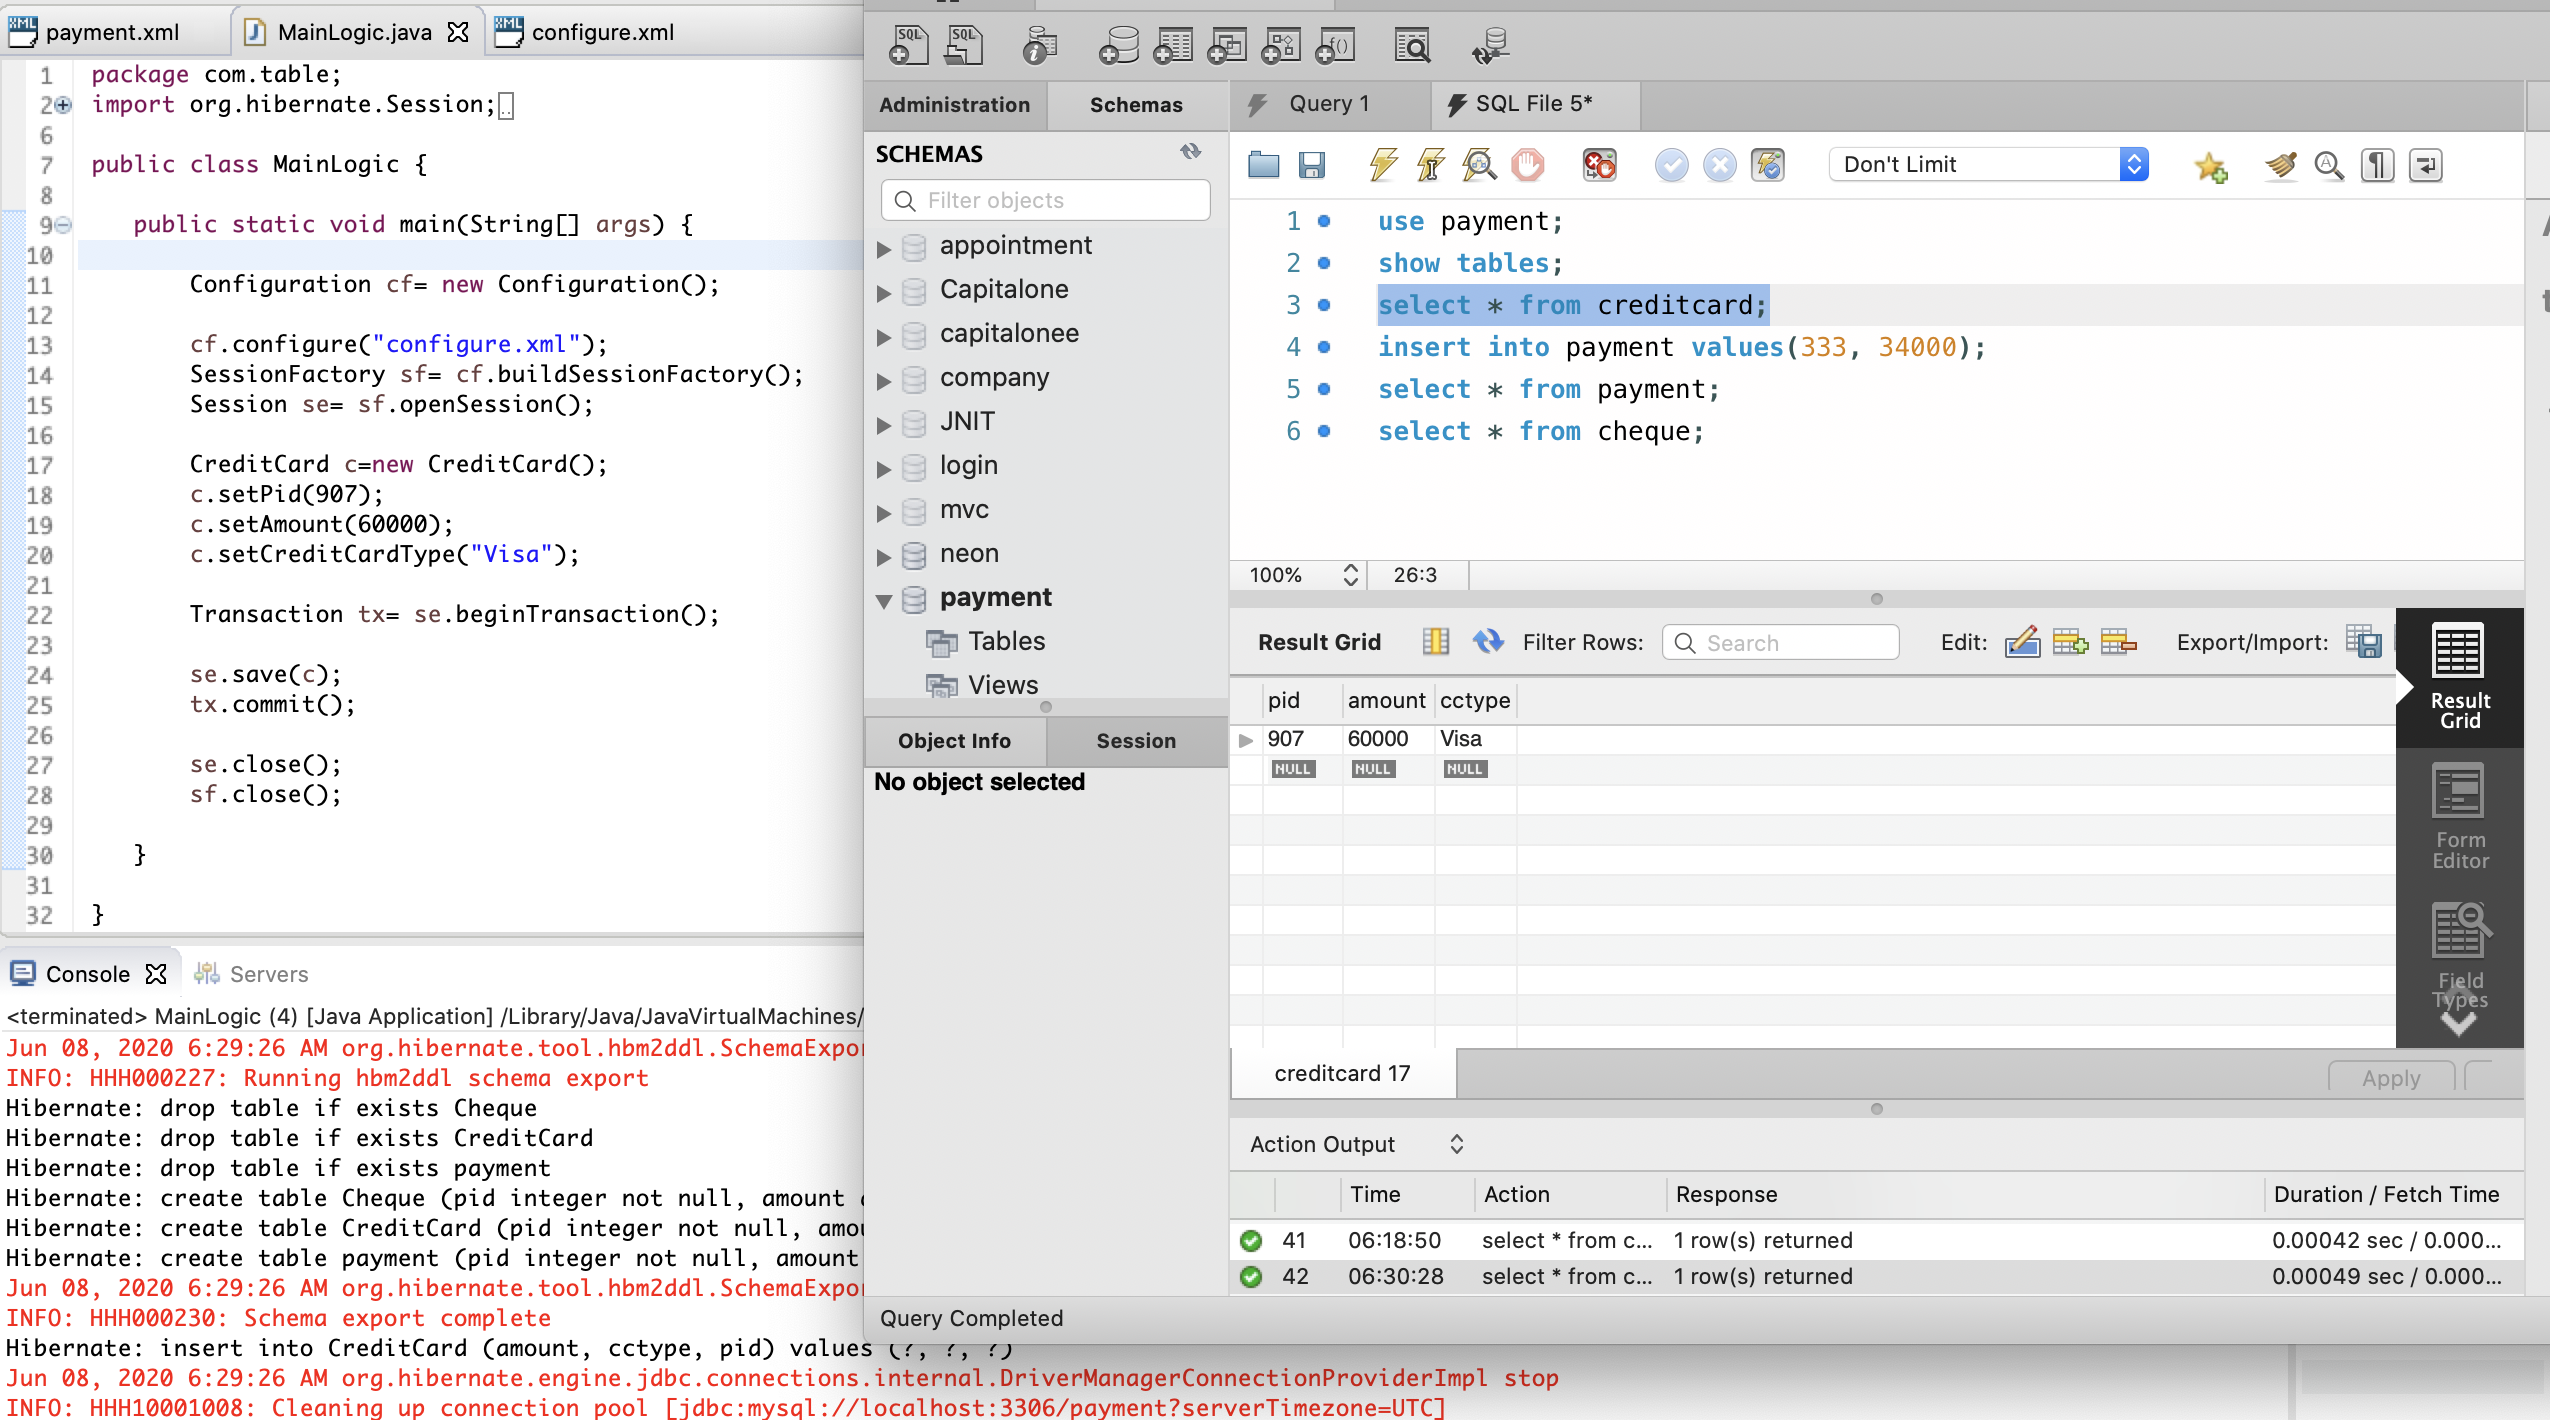 payment.xml
MainLogic.java
configure.xml
1 package com.table;
2 import org.hibernate.Session;
6
7 public class MainLogic {
8
9 public static void main(String[] args) {
10
11 Configuration cf= new Configuration();
12
13 cf.configure("configure.xml");
14 SessionFactory sf= cf.buildSessionFactory();
15 Session se= sf.openSession();
16
17 CreditCard c=new CreditCard();
18 c.setPid(907);
19 c.setAmount(60000);
20 c.setCreditCardType("Visa");
21
22 Transaction tx= se.beginTransaction();
23
24 se.save(c);
25 tx.commit();
26
27 se.close();
28 sf.close();
29
30 }
31
32 }
Console
Servers
<terminated> MainLogic (4) [Java Application] /Library/Java/JavaVirtualMachines/
Jun 08, 2020 6:29:26 AM org.hibernate.tool.hbm2ddl.SchemaExpor
INFO: HHH000227: Running hbm2ddl schema export
Hibernate: drop table if exists Cheque
Hibernate: drop table if exists CreditCard
Hibernate: drop table if exists payment
Hibernate: create table Cheque (pid integer not null, amount
Hibernate: create table CreditCard (pid integer not null, amou
Hibernate: create table payment (pid integer not null, amount
Jun 08, 2020 6:29:26 AM org.hibernate.tool.hbm2ddl.SchemaExpor
INFO: HHH000230: Schema export complete
Hibernate: insert into CreditCard (amount, cctype, pid) values (?, ?, ?)
Jun 08, 2020 6:29:26 AM org.hibernate.engine.jdbc.connections.internal.DriverManagerConnectionProviderImpl stop
INFO: HHH10001008: Cleaning up connection pool [jdbc:mysql://localhost:3306/payment?serverTimezone=UTC]
SQL
SQL
Administration
Schemas
SCHEMAS
Filter objects
appointment
Capitalone
capitalonee
company
JNIT
login
mvc
neon
payment
Tables
Views
Object Info
Session
No object selected
Query 1
SQL File 5*
Don't Limit
1 use payment;
2 show tables;
3 select * from creditcard;
4 insert into payment values(333, 34000);
5 select * from payment;
6 select * from cheque;
100%
26:3
Result Grid
Filter Rows:
Search
Edit:
Export/Import:
pid amount cctype
907 60000 Visa
NULL NULL NULL
Result
Grid
Form
Editor
Field
Types
creditcard 17
Apply
Action Output
Time Action Response Duration / Fetch Time
41 06:18:50 select * from c... 1 row(s) returned 0.00042 sec / 0.000...
42 06:30:28 select * from c... 1 row(s) returned 0.00049 sec / 0.000...
Query Completed